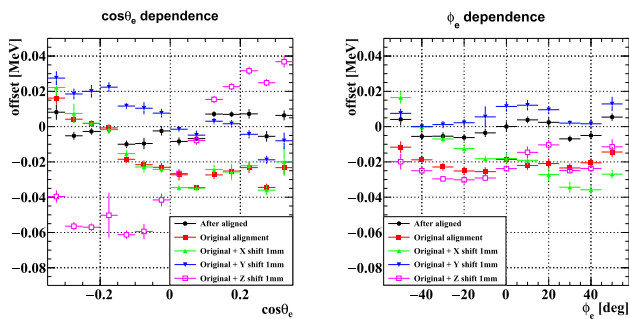 cosθe dependence
offset [MeV]
0.04
0.02
0
−0.02
−0.04
−0.06
−0.08
After aligned
Original alignment
Original + X shift 1mm
Original + Y shift 1mm
Original + Z shift 1mm
−0.2
0
0.2
cosθe
ϕe dependence
offset [MeV]
0.04
0.02
0
−0.02
−0.04
−0.06
−0.08
After aligned
Original alignment
Original + X shift 1mm
Original + Y shift 1mm
Original + Z shift 1mm
−40
−20
0
20
40
ϕe [deg]